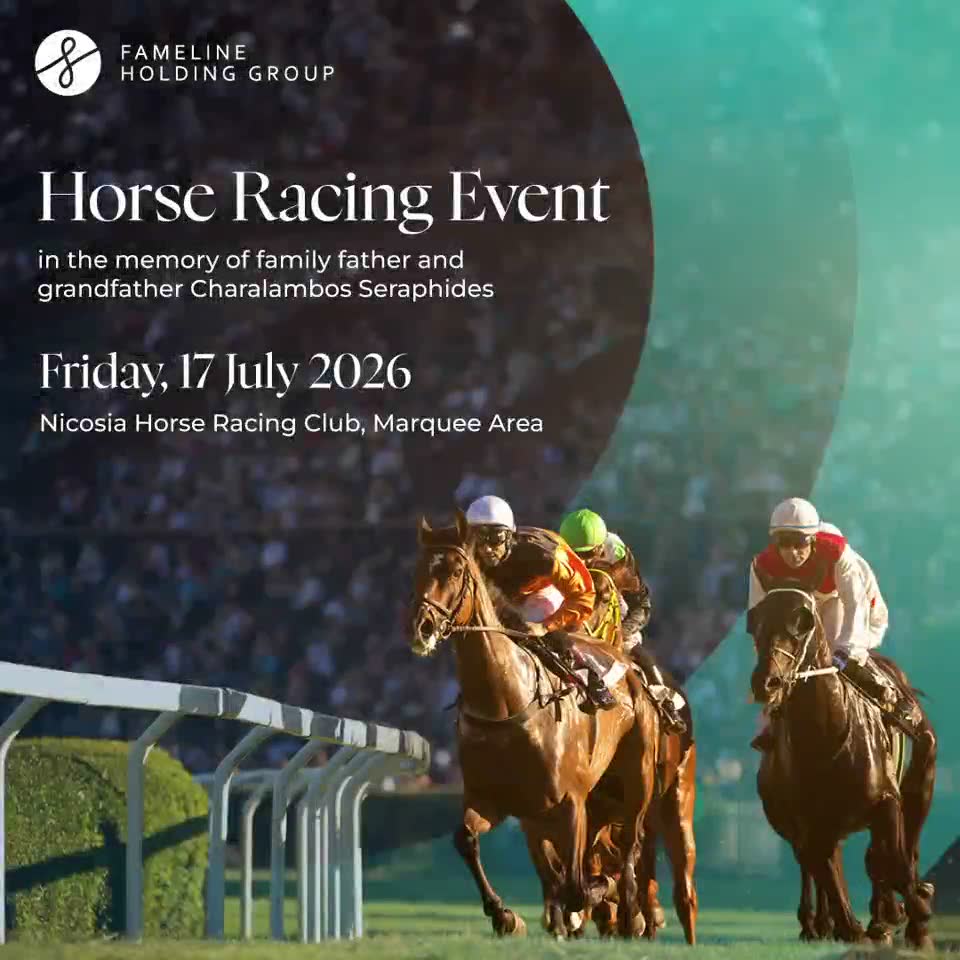 FAMELINE
HOLDING GROUP
Horse Racing Event
in the memory of family father and
grandfather Charalambos Seraphides
Friday, 17 July 2026
Nicosia Horse Racing Club, Marquee Area